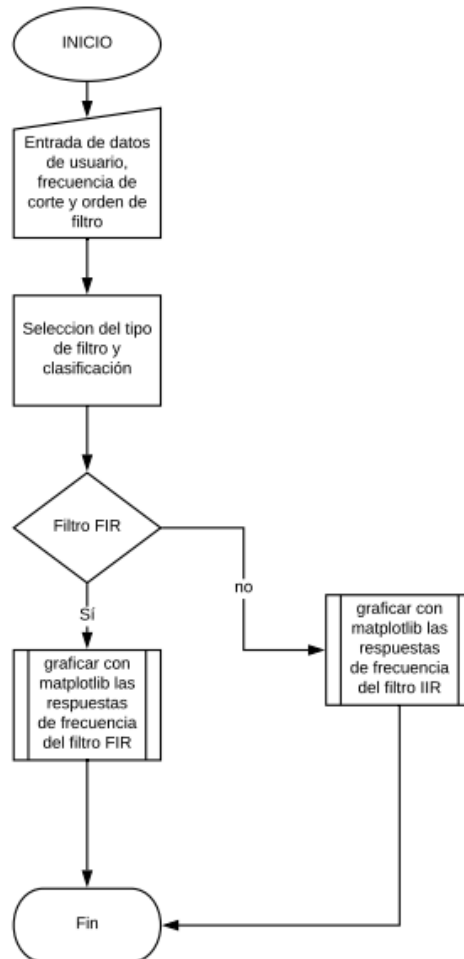 INICIO
Entrada de datos
de usuario,
frecuencia de
corte y orden de
filtro
Seleccion del tipo
de filtro y
clasificación
Filtro FIR
no
Sí
graficar con
matplotlib las
respuestas
de frecuencia
del filtro IIR
graficar con
matplotlib las
respuestas
de frecuencia
del filtro FIR
Fin